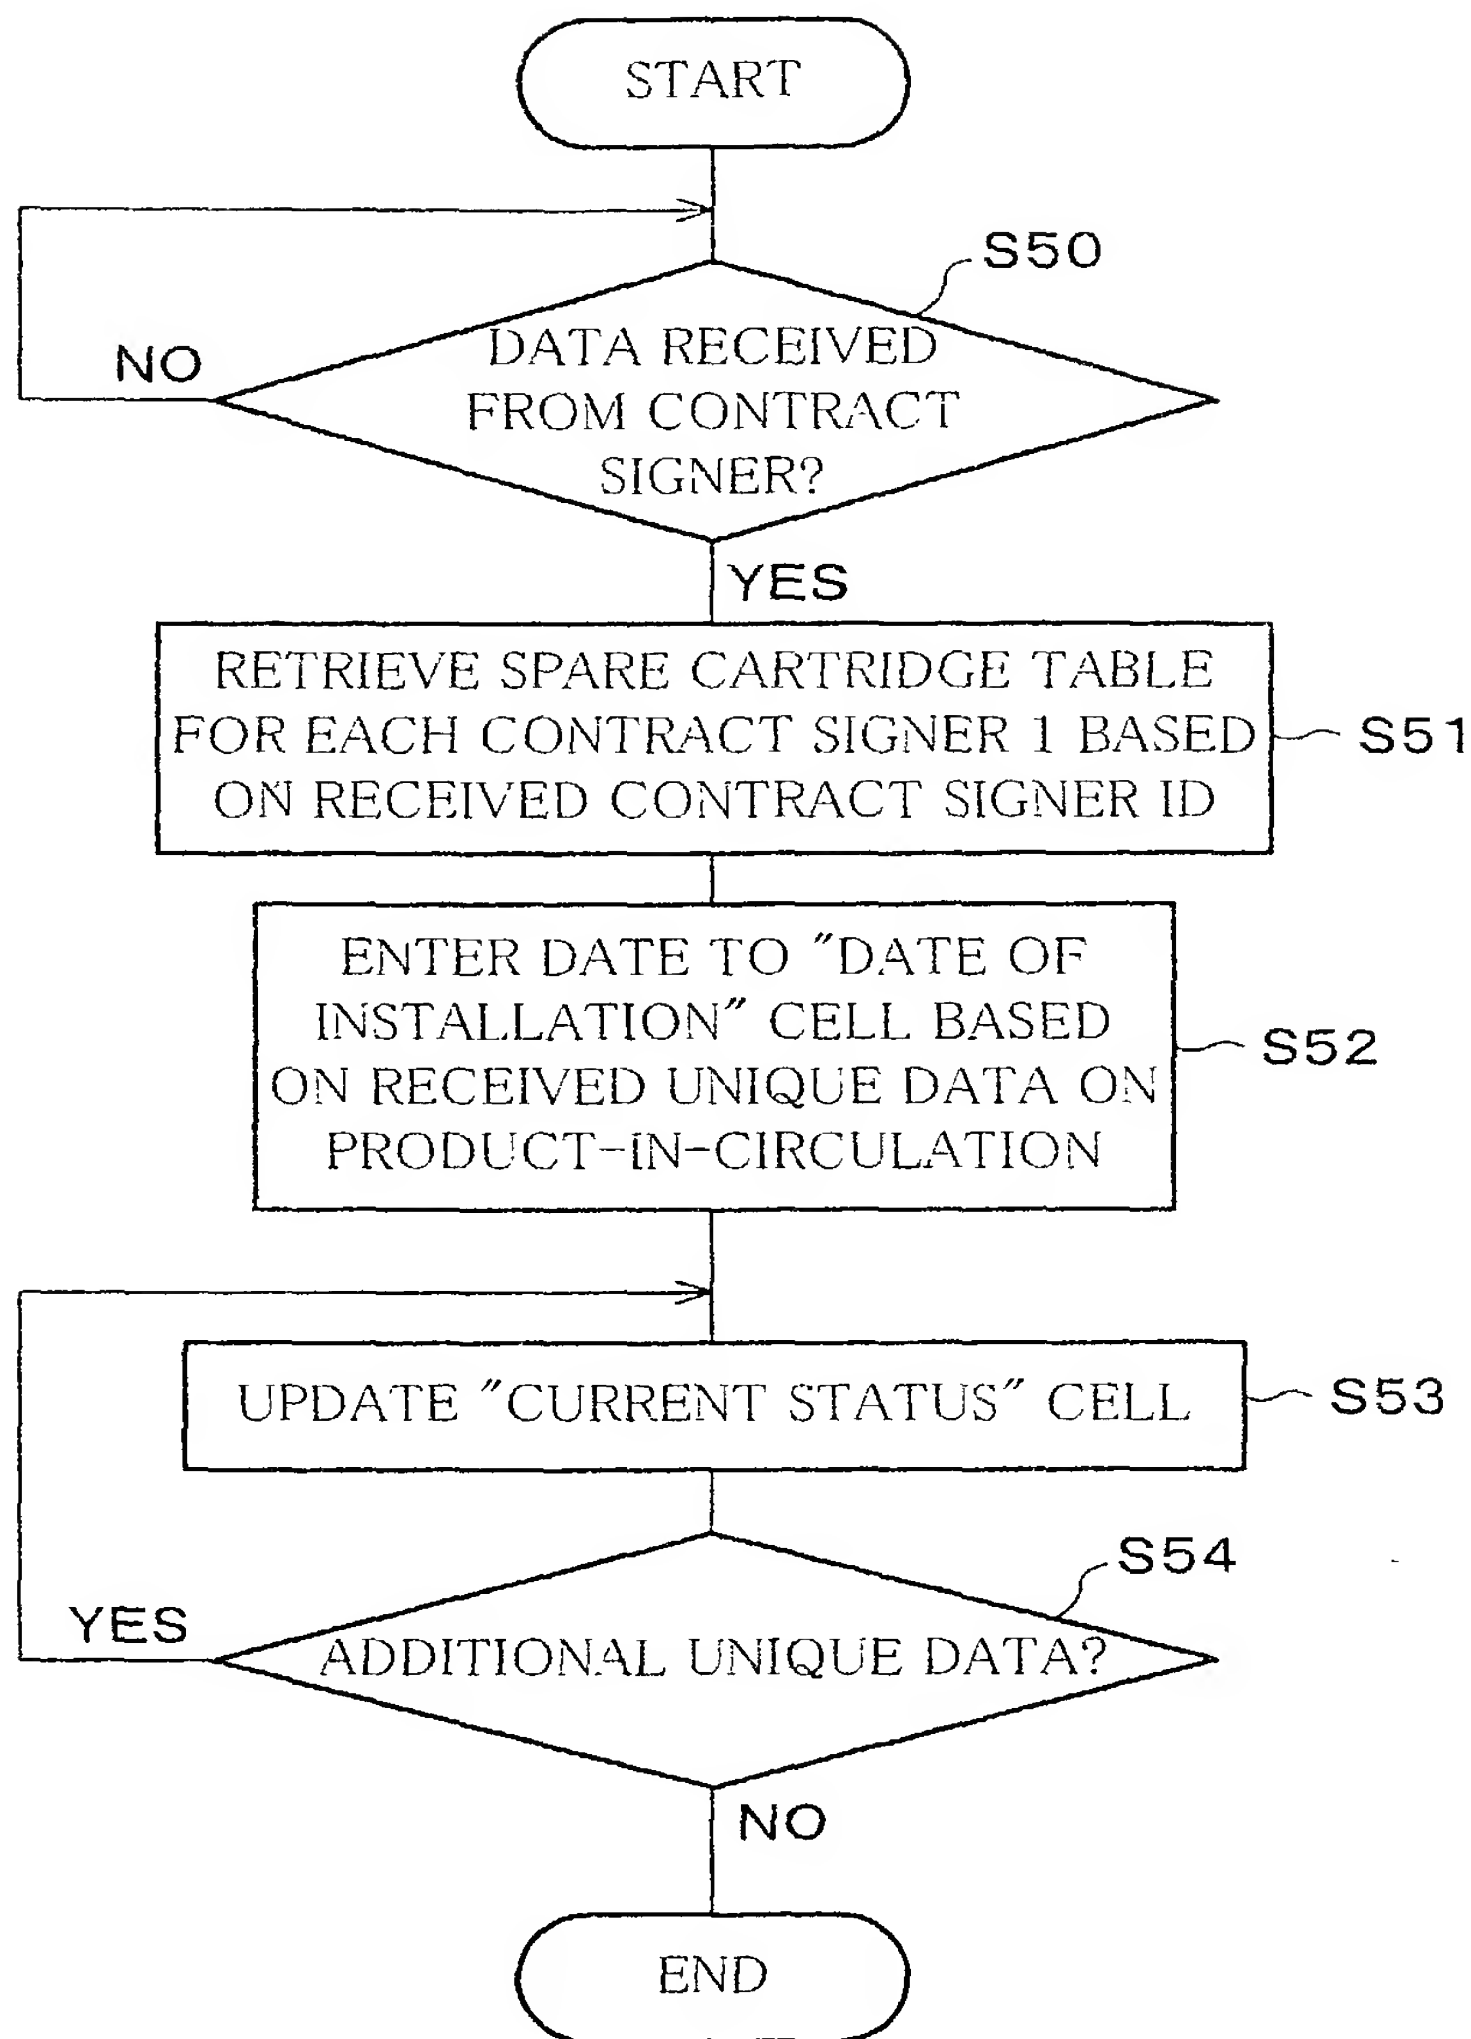 START
S50
NO
DATA RECEIVED
FROM CONTRACT
SIGNER?
YES
RETRIEVE SPARE CARTRIDGE TABLE
FOR EACH CONTRACT SIGNER 1 BASED
ON RECEIVED CONTRACT SIGNER ID
S51
ENTER DATE TO "DATE OF
INSTALLATION" CELL BASED
ON RECEIVED UNIQUE DATA ON
PRODUCT-IN-CIRCULATION
S52
UPDATE "CURRENT STATUS" CELL
S53
S54
YES
ADDITIONAL UNIQUE DATA?
NO
END